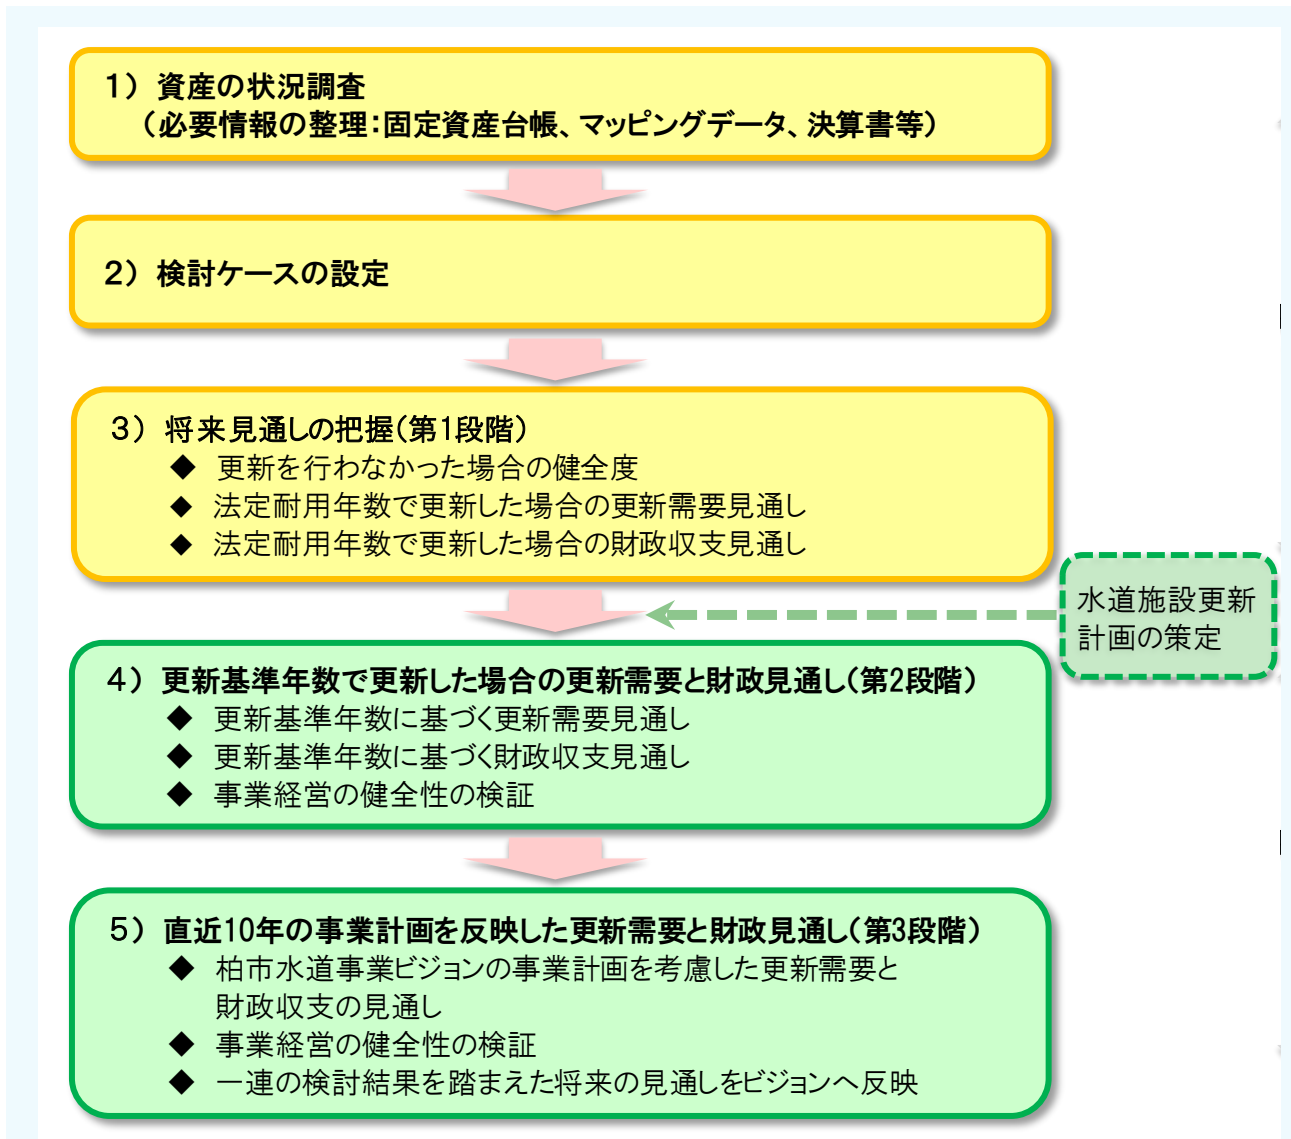 １）資産の状況調査
（必要情報の整理：固定資産台帳、マッピングデータ、決算書等）
２）検討ケースの設定
３）将来見通しの把握（第1段階）
◆ 更新を行わなかった場合の健全度
◆ 法定耐用年数で更新した場合の更新需要見通し
◆ 法定耐用年数で更新した場合の財政収支見通し
水道施設更新
計画の策定
４）更新基準年数で更新した場合の更新需要と財政見通し（第2段階）
◆ 更新基準年数に基づく更新需要見通し
◆ 更新基準年数に基づく財政収支見通し
◆ 事業経営の健全性の検証
５）直近10年の事業計画を反映した更新需要と財政見通し（第3段階）
◆ 柏市水道事業ビジョンの事業計画を考慮した更新需要と
財政収支の見通し
◆ 事業経営の健全性の検証
◆ 一連の検討結果を踏まえた将来の見通しをビジョンへ反映